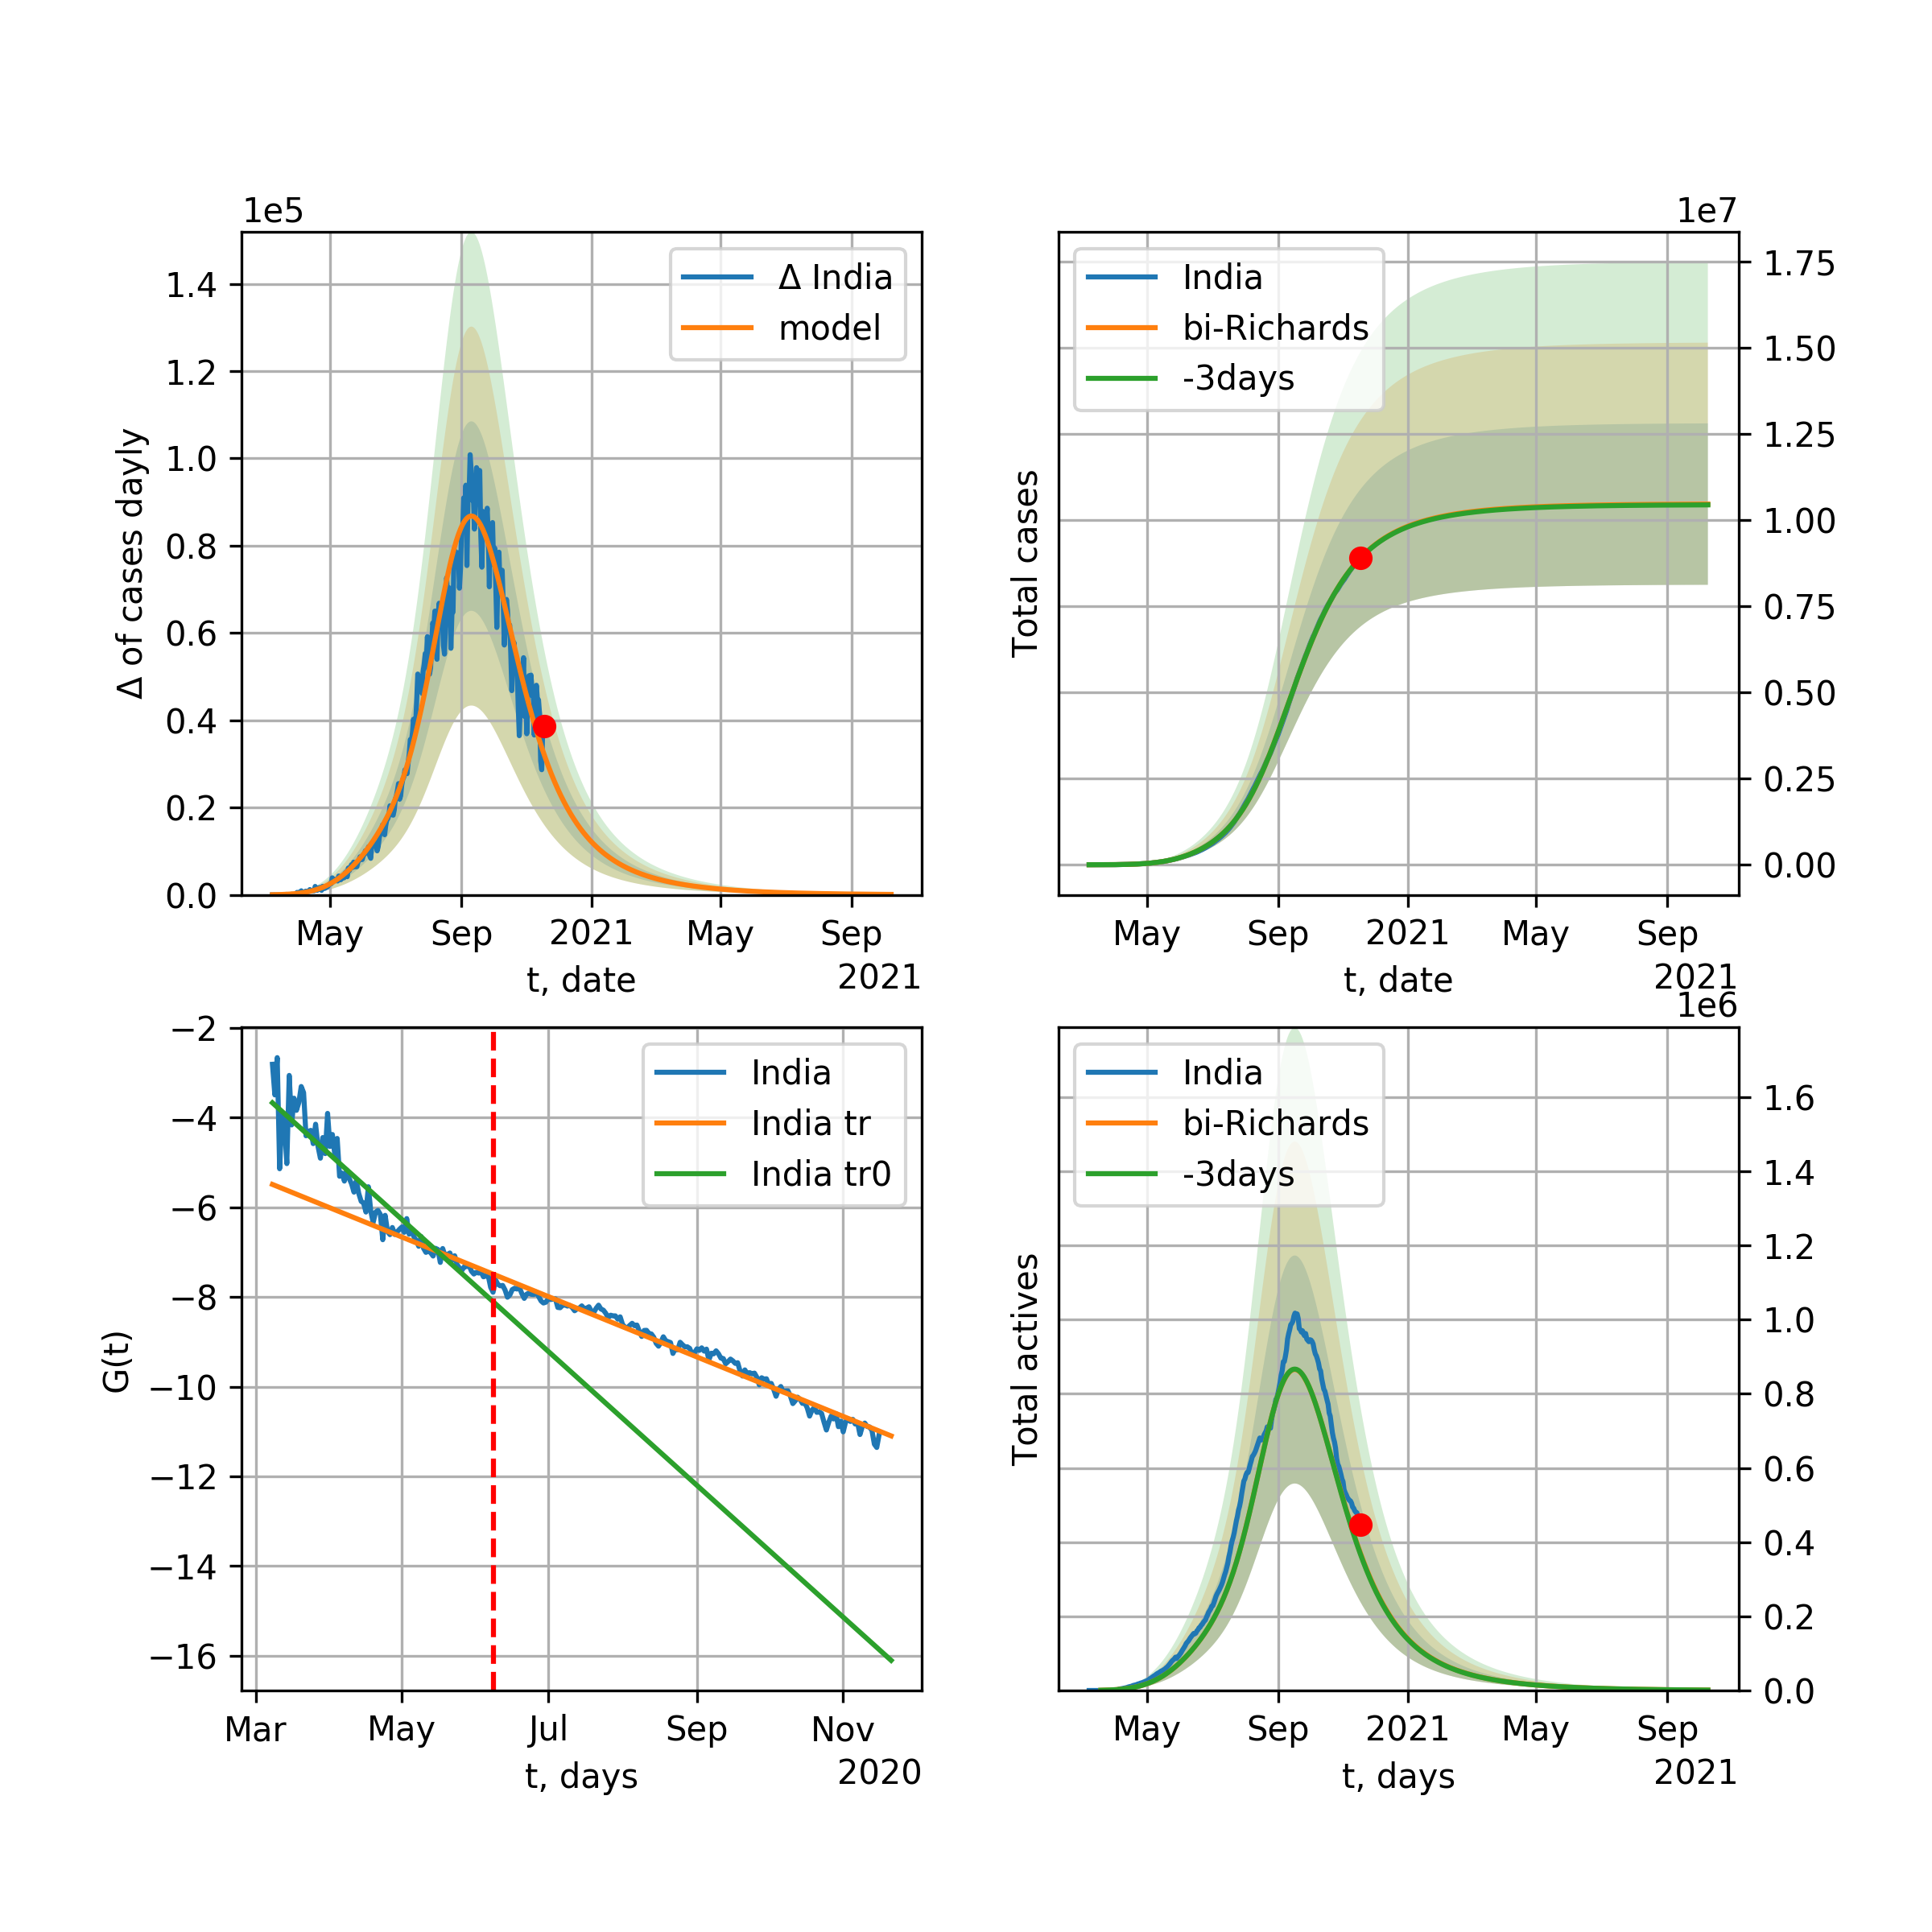 1e5
Δ India
model
1.4
1.2
1.0
0.8
0.6
0.4
0.2
0.0
Δ of cases dayly
May Sep 2021 May Sep
t, date 2021
1e7
India
bi-Richards
-3days
1.75
1.50
1.25
1.00
0.75
0.50
0.25
0.00
Total cases
May Sep 2021 May Sep
t, date 2021
India
India tr
India tr0
−2
−4
−6
−8
−10
−12
−14
−16
G(t)
Mar May Jul Sep Nov
t, days 2020
1e6
India
bi-Richards
-3days
1.6
1.4
1.2
1.0
0.8
0.6
0.4
0.2
0.0
Total actives
May Sep 2021 May Sep
t, days 2021